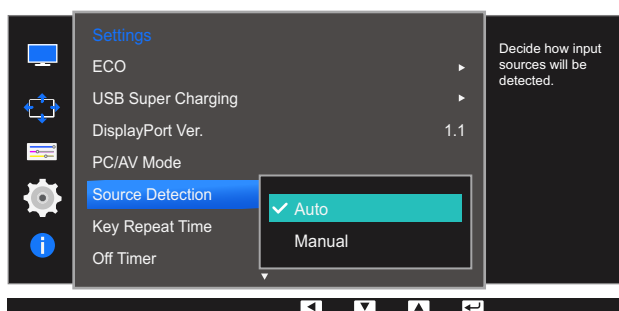 Settings
ECO
USB Super Charging
DisplayPort Ver. 1.1
PC/AV Mode
Source Detection
Auto
Manual
Key Repeat Time
Off Timer
Decide how input
sources will be
detected.